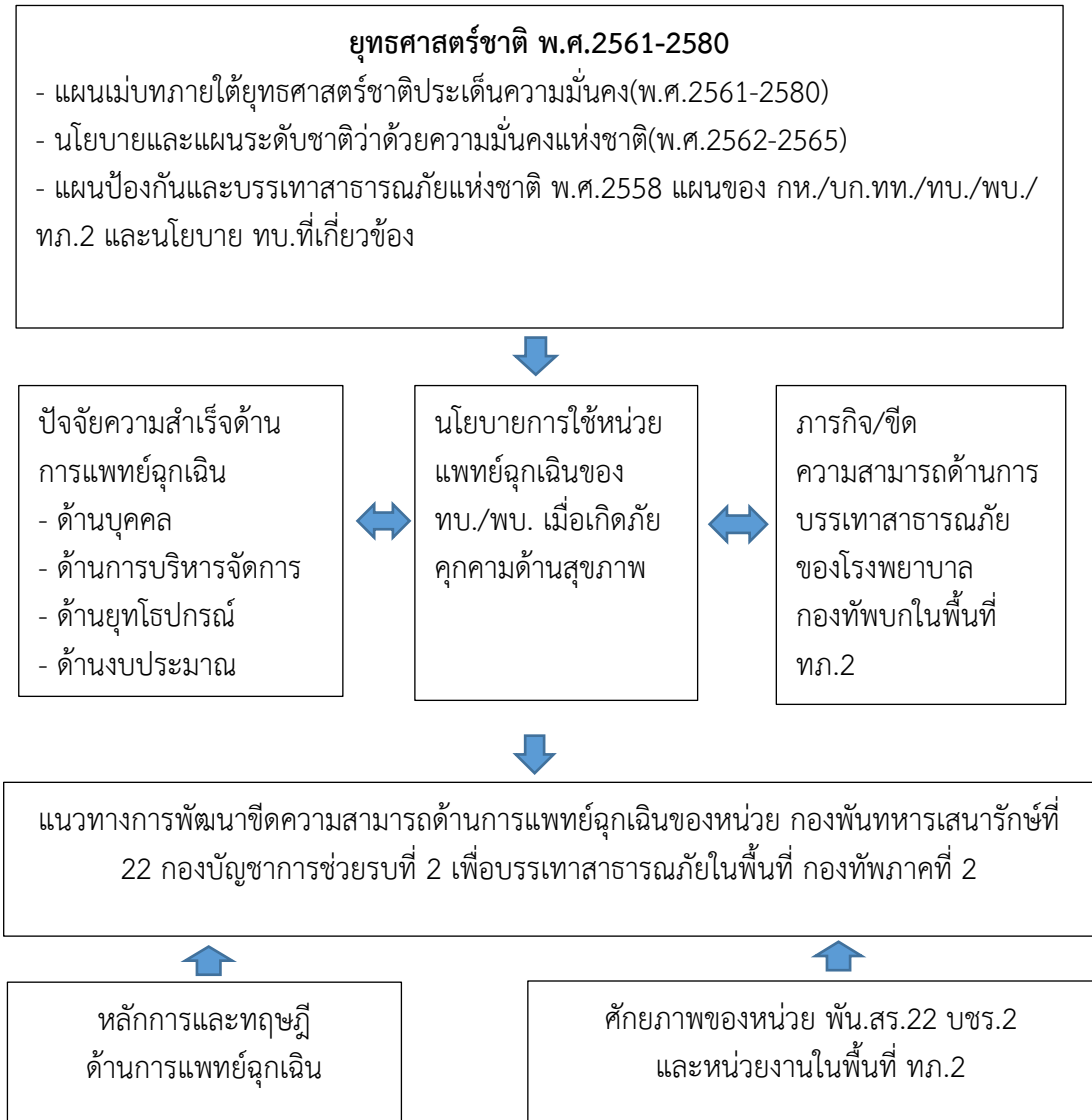 ยุทธศาสตร์ชาติ พ.ศ.2561-2580
- แผนเม่บทภายใต้ยุทธศาสตร์ชาติประเด็นความมั่นคง(พ.ศ.2561-2580)
- นโยบายและแผนระดับชาติว่าด้วยความมั่นคงแห่งชาติ(พ.ศ.2562-2565)
- แผนป้องกันและบรรเทาสาธารณภัยแห่งชาติ พ.ศ.2558 แผนของ กห./บก.ทท./ทบ./พบ./
ทภ.2 และนโยบาย ทบ.ที่เกี่ยวข้อง
ปัจจัยความสำเร็จด้าน
การแพทย์ฉุกเฉิน
- ด้านบุคคล
- ด้านการบริหารจัดการ
- ด้านยุทโธปกรณ์
- ด้านงบประมาณ
นโยบายการใช้หน่วย
แพทย์ฉุกเฉินของ
ทบ./พบ. เมื่อเกิดภัย
คุกคามด้านสุขภาพ
ภารกิจ/ขีด
ความสามารถด้านการ
บรรเทาสาธารณภัย
ของโรงพยาบาล
กองทัพบกในพื้นที่
ทภ.2
แนวทางการพัฒนาขีดความสามารถด้านการแพทย์ฉุกเฉินของหน่วย กองพันทหารเสนารักษ์ที่
22 กองบัญชาการช่วยรบที่ 2 เพื่อบรรเทาสาธารณภัยในพื้นที่ กองทัพภาคที่ 2
หลักการและทฤษฎี
ด้านการแพทย์ฉุกเฉิน
ศักยภาพของหน่วย พัน.สร.22 บชร.2
และหน่วยงานในพื้นที่ ทภ.2